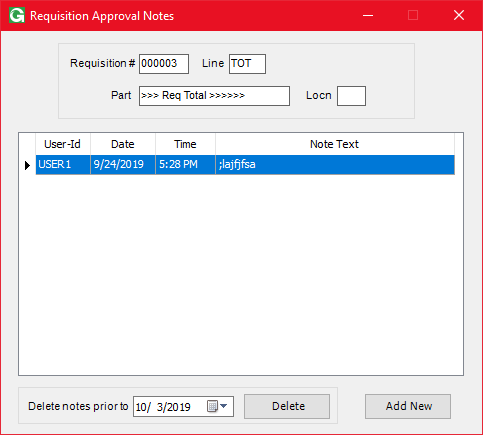 G Requisition Approval Notes
Requisition # 000003 Line TOT
Part >>> Req Total >>>>>> Locn
User-Id Date Time Note Text
USER1 9/24/2019 5:28 PM ;lajfjfsa
Delete notes prior to 10/ 3/2019 Delete Add New